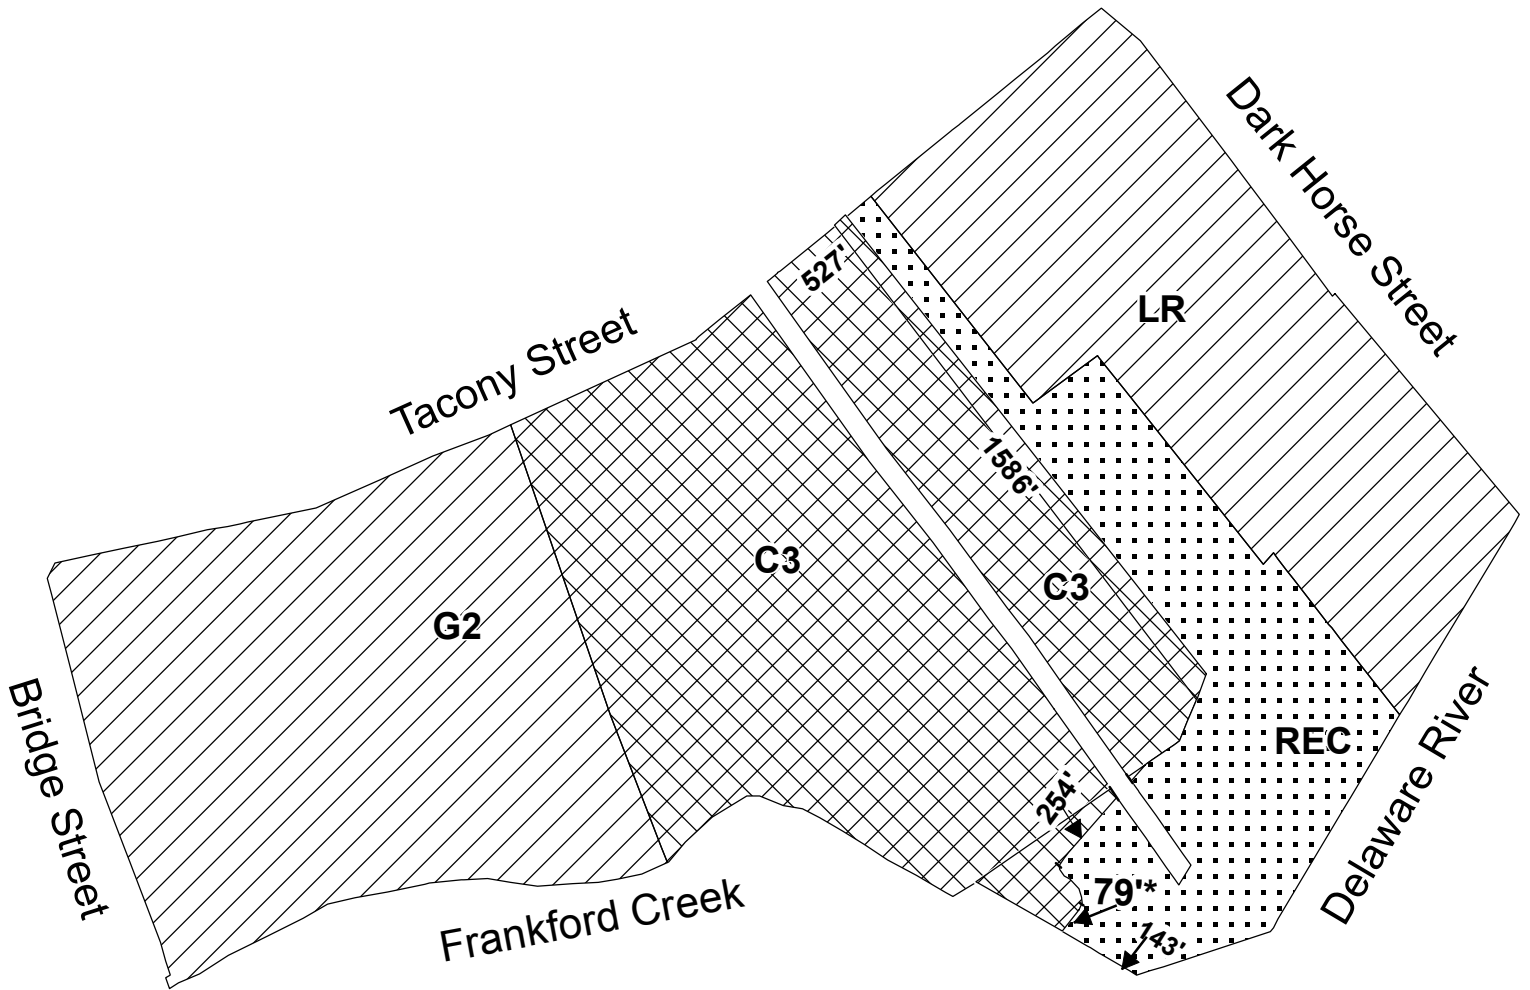 Dark Horse Street
527'
LR
Tacony Street
1586'
C3
C3
G2
Bridge Street
REC
254'
Delaware River
79'*
Frankford Creek
143'